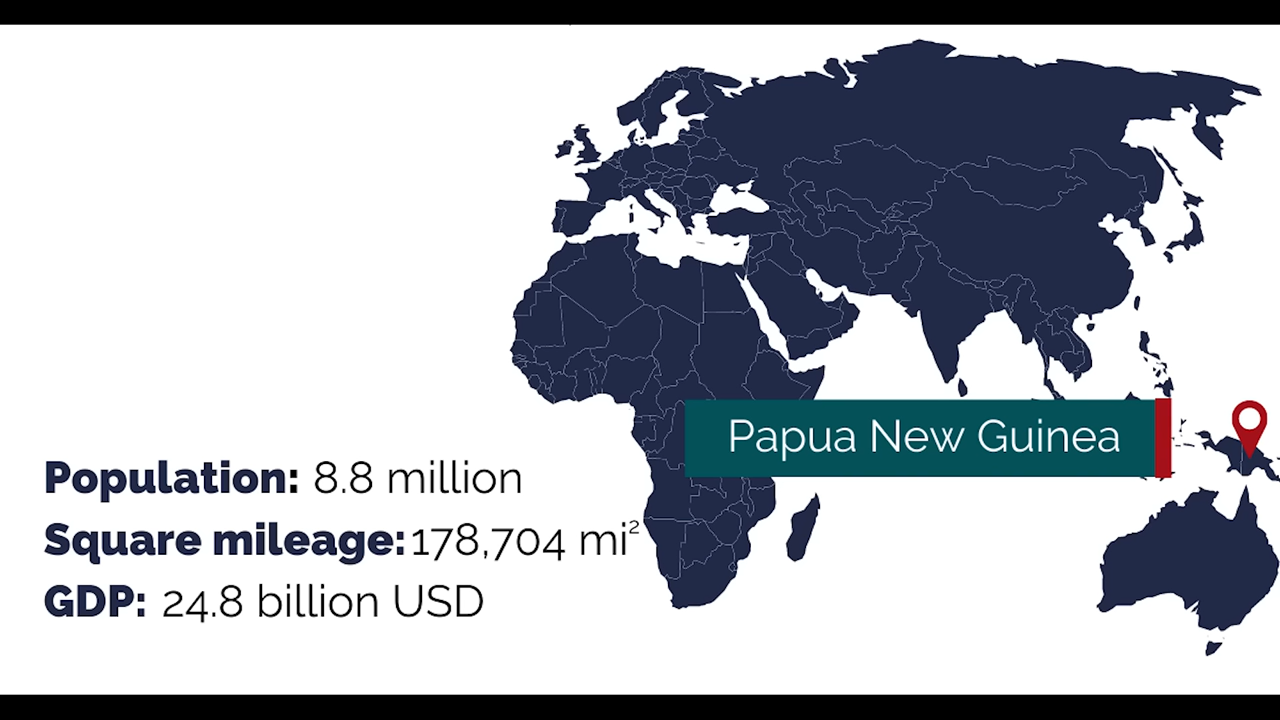 Papua New Guinea
Population: 8.8 million
Square mileage: 178,704 mi²
GDP: 24.8 billion USD